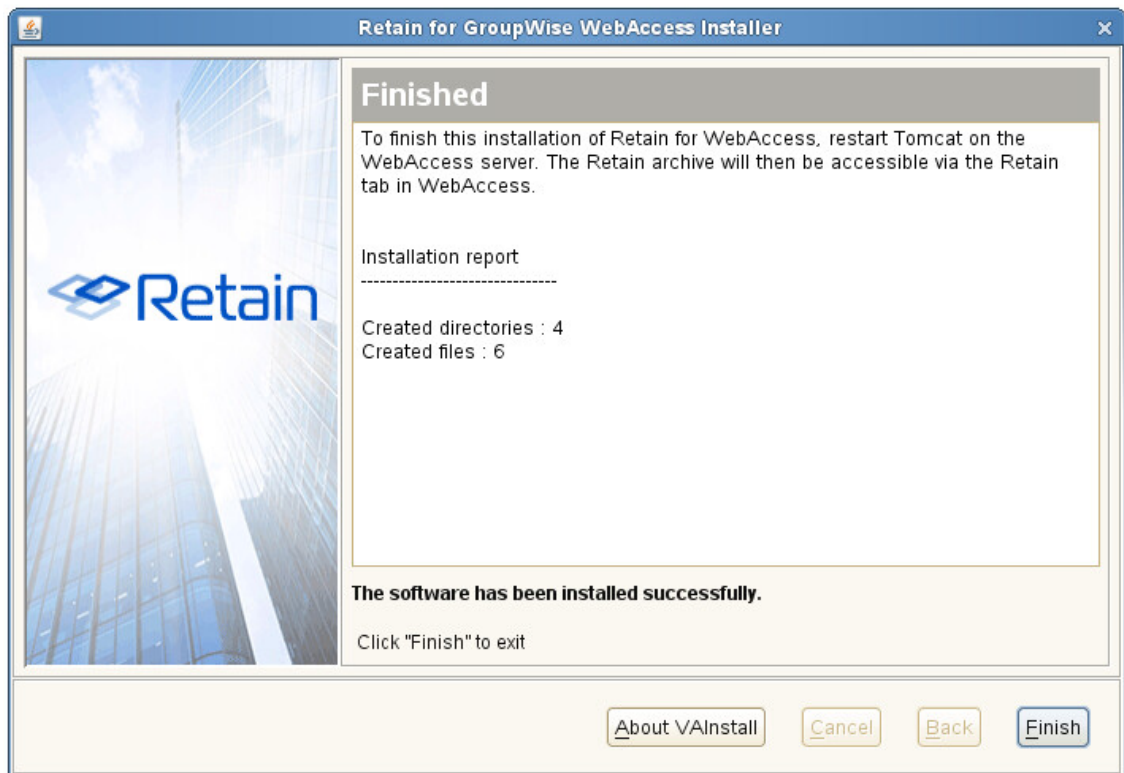 Retain for GroupWise WebAccess Installer
Retain
Finished
To finish this installation of Retain for WebAccess, restart Tomcat on the
WebAccess server. The Retain archive will then be accessible via the Retain
tab in WebAccess.
Installation report
-------------------------------
Created directories : 4
Created files : 6
The software has been installed successfully.
Click "Finish" to exit
About VAInstall
Cancel
Back
Finish